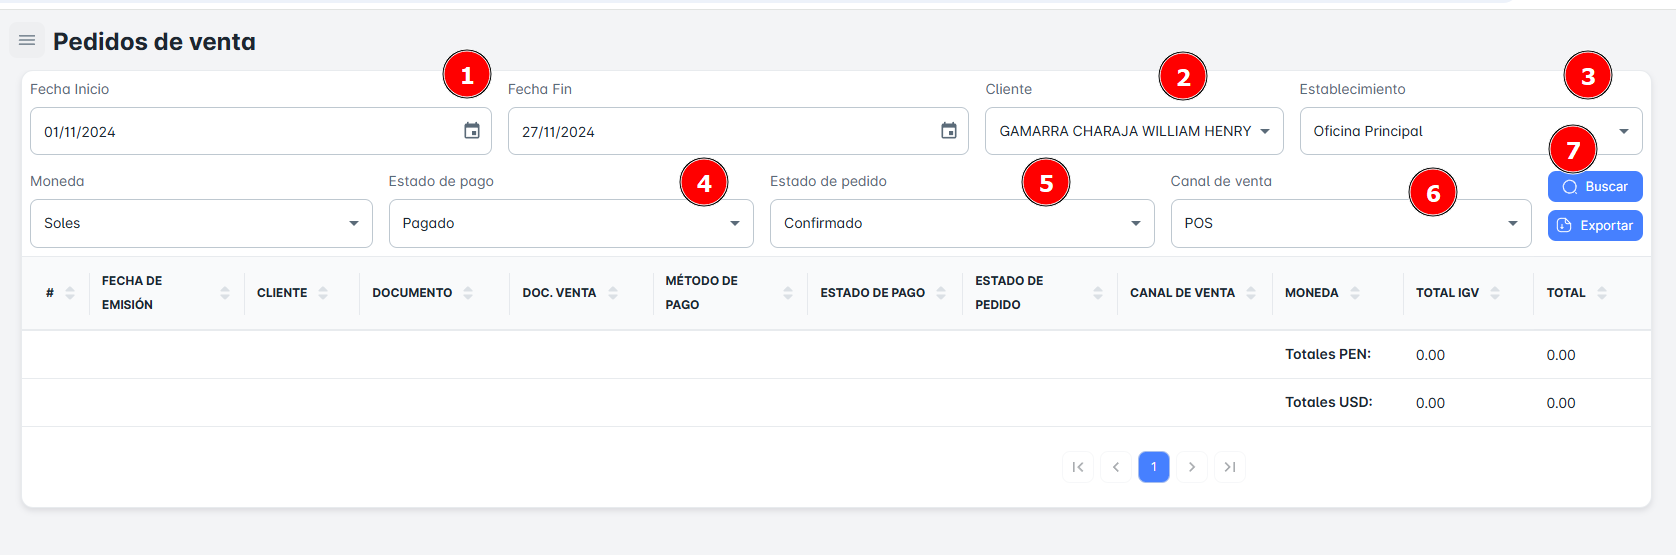 Pedidos de venta
1 2 3
Fecha Inicio Fecha Fin Cliente Establecimiento
01/11/2024 27/11/2024 GAMARRA CHARAJA WILLIAM HENRY Oficina Principal
7
Moneda Estado de pago 4 Estado de pedido 5 Canal de venta 6 Buscar
Soles Pagado Confirmado POS Exportar
# FECHA DE EMISIÓN CLIENTE DOCUMENTO DOC. VENTA MÉTODO DE PAGO ESTADO DE PAGO ESTADO DE PEDIDO CANAL DE VENTA MONEDA TOTAL IGV TOTAL
Totales PEN: 0.00 0.00
Totales USD: 0.00 0.00
1